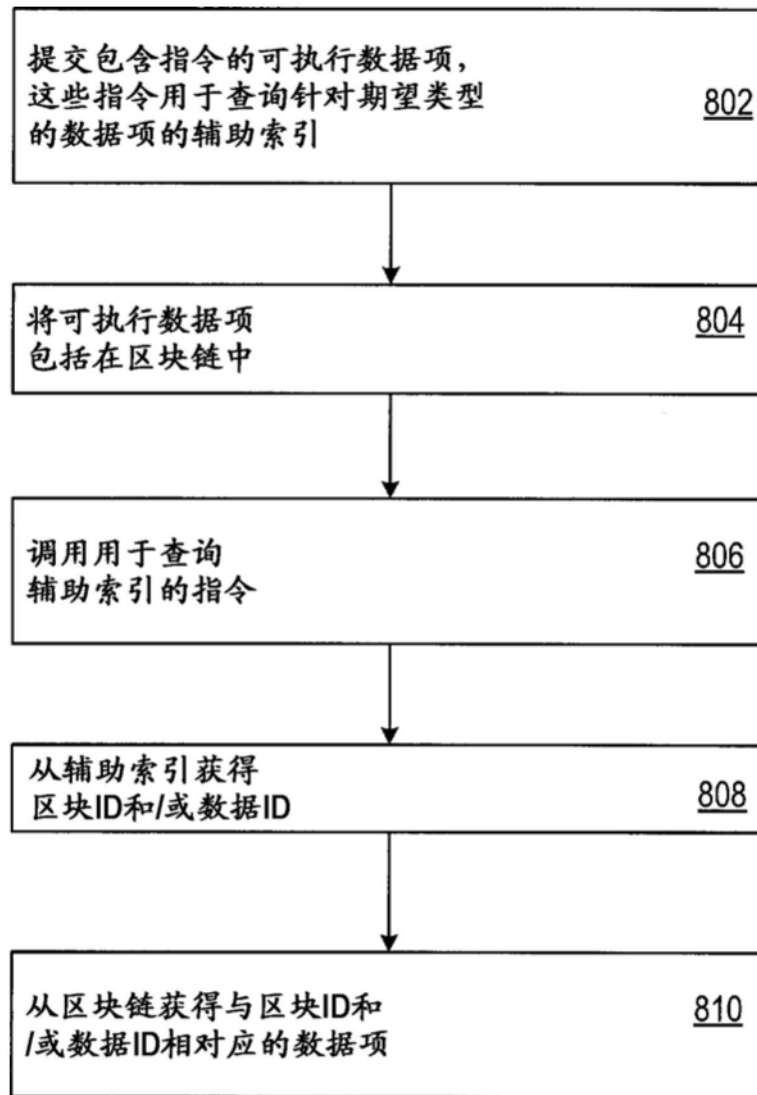 提交包含指令的可执行数据项，
这些指令用于查询针对期望类型
的数据项的辅助索引
802
将可执行数据项
包括在区块链中
804
调用用于查询
辅助索引的指令
806
从辅助索引获得
区块ID和/或数据ID
808
从区块链获得与区块ID和
/或数据ID相对应的数据项
810